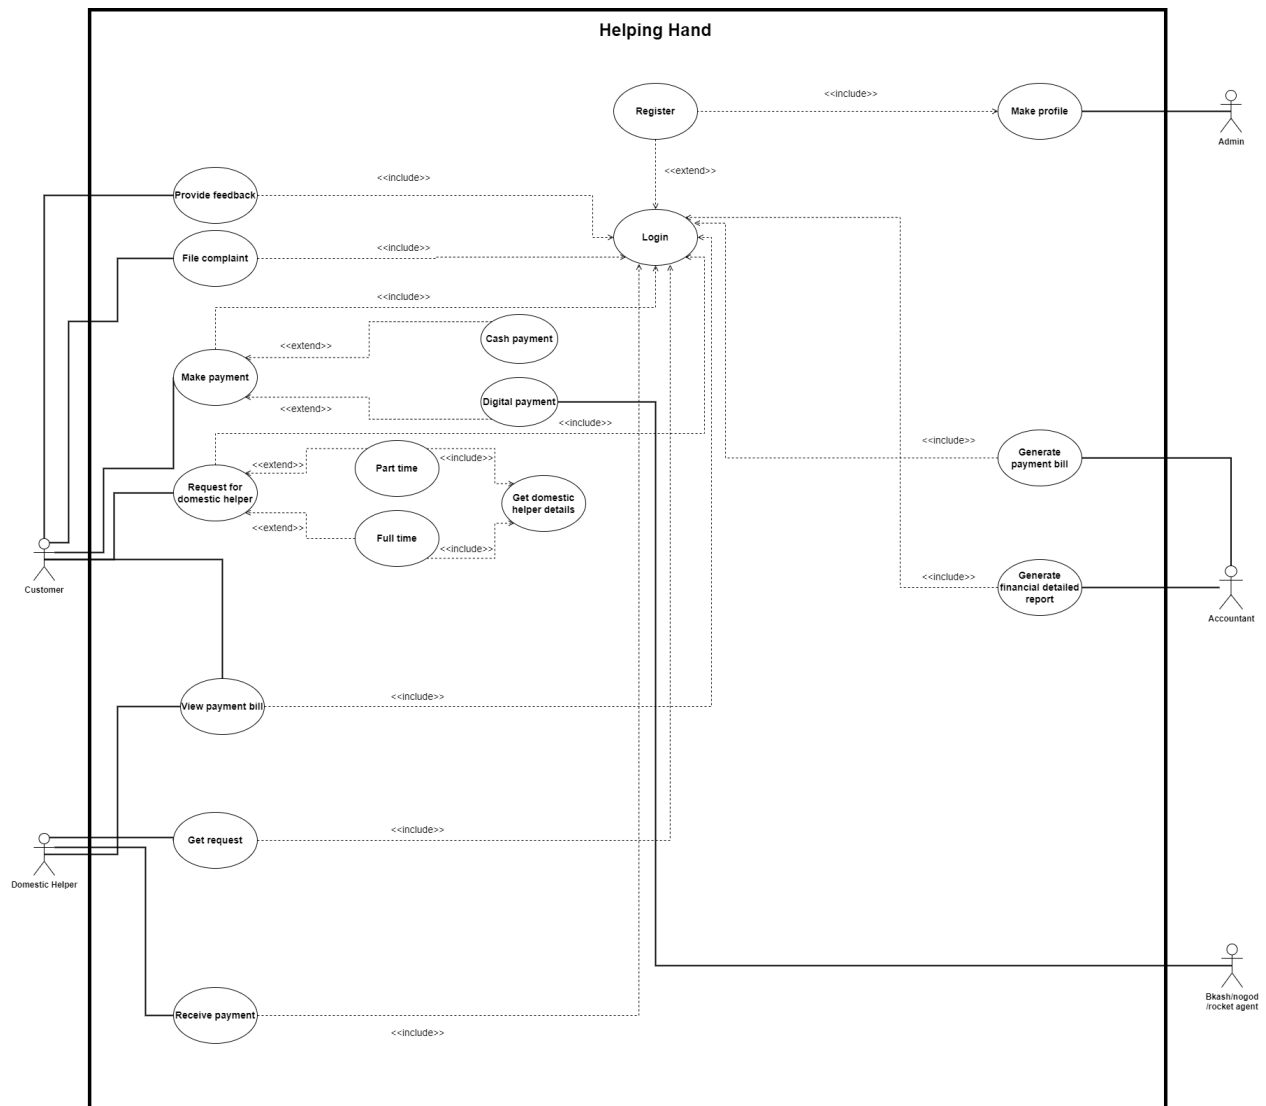 Helping Hand
<<include>>
Register
Make profile
Admin
<<extend>>
<<include>>
Provide feedback
Login
<<include>>
File complaint
<<include>>
Cash payment
<<extend>>
Make payment
Digital payment
<<extend>>
<<include>>
<<include>>
Generate
payment bill
<<extend>>
Part time
<<include>>
Request for
domestic helper
Get domestic
helper details
<<extend>>
Full time
<<include>>
Customer
<<include>>
Generate
financial detailed
report
Accountant
<<include>>
View payment bill
<<include>>
Get request
Domestic Helper
Bkash/nogod
/rocket agent
Receive payment
<<include>>